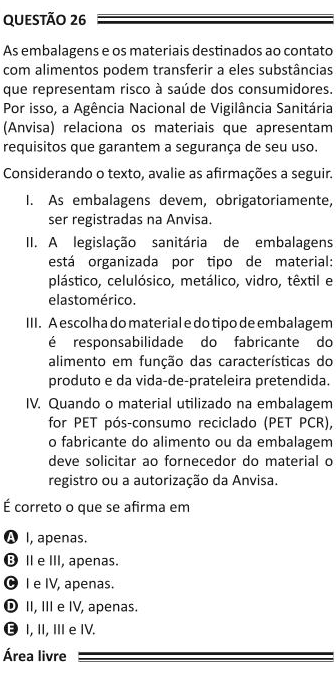 QUESTÃO 26
As embalagens e os materiais destinados ao contato
com alimentos podem transferir a eles substâncias
que representam risco à saúde dos consumidores.
Por isso, a Agência Nacional de Vigilância Sanitária
(Anvisa) relaciona os materiais que apresentam
requisitos que garantem a segurança de seu uso.
Considerando o texto, avalie as afirmações a seguir.
I. As embalagens devem, obrigatoriamente,
ser registradas na Anvisa.
II. A legislação sanitária de embalagens
está organizada por tipo de material:
plástico, celulósico, metálico, vidro, têxtil e
elastomérico.
III. A escolha do material e do tipo de embalagem
é responsabilidade do fabricante do
alimento em função das características do
produto e da vida-de-prateleira pretendida.
IV. Quando o material utilizado na embalagem
for PET pós-consumo reciclado (PET PCR),
o fabricante do alimento ou da embalagem
deve solicitar ao fornecedor do material o
registro ou a autorização da Anvisa.
É correto o que se afirma em
A I, apenas.
B II e III, apenas.
C I e IV, apenas.
D II, III e IV, apenas.
E I, II, III e IV.
Área livre